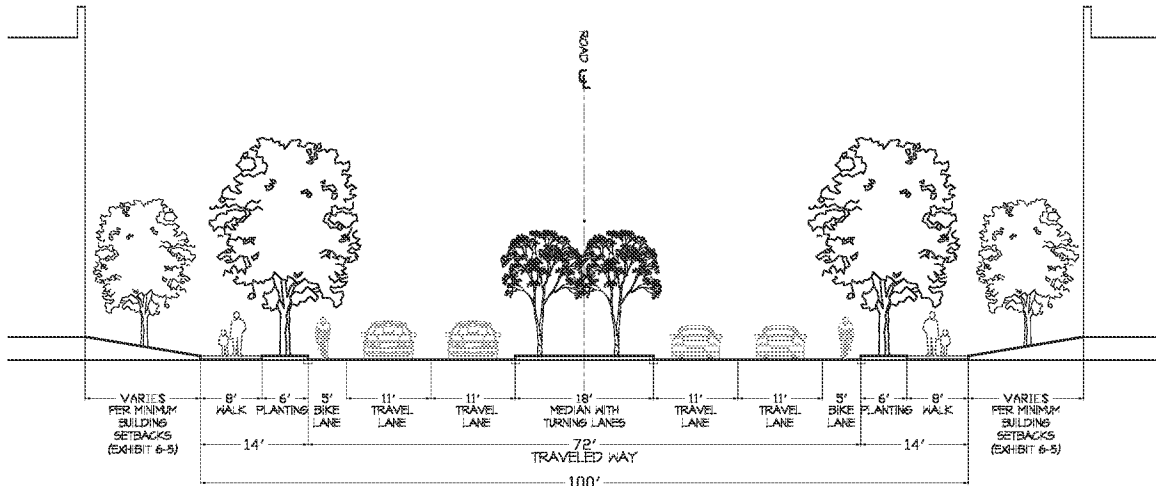 ROAD ℄
VARIES
PER MINIMUM
BUILDING
SETBACKS
(EXHIBIT 6-5)
8'
WALK
6'
PLANTING
5'
BIKE
LANE
11'
TRAVEL
LANE
11'
TRAVEL
LANE
18'
MEDIAN WITH
TURNING LANES
11'
TRAVEL
LANE
11'
TRAVEL
LANE
5'
BIKE
LANE
6'
PLANTING
8'
WALK
VARIES
PER MINIMUM
BUILDING
SETBACKS
(EXHIBIT 6-5)
14'
72'
TRAVELED WAY
14'
100'